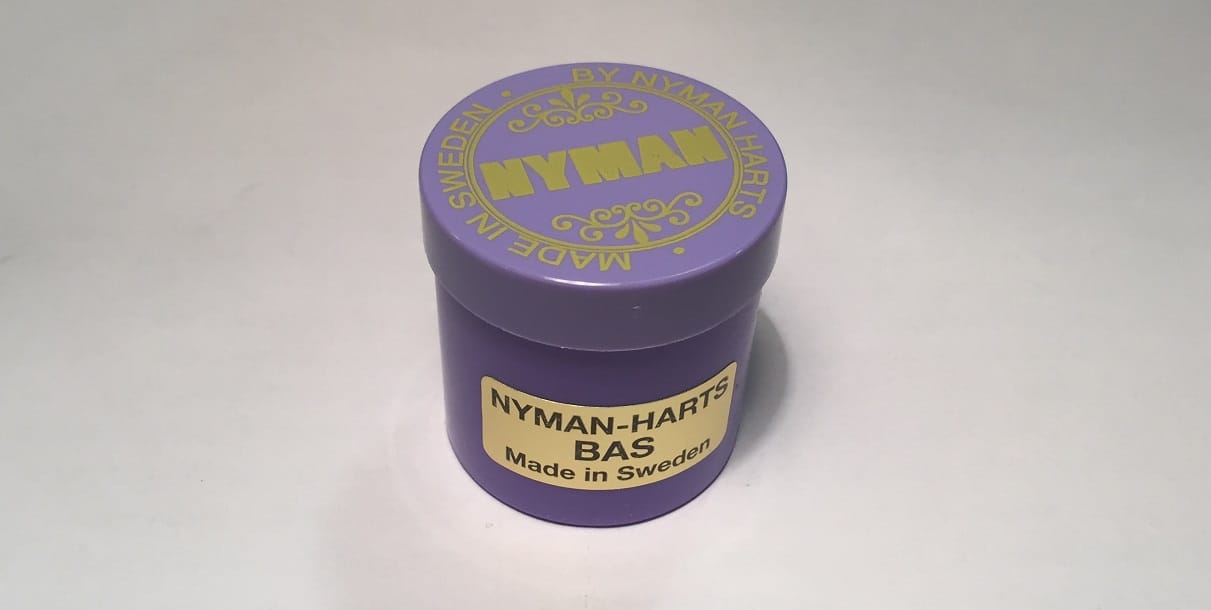 BY NYMAN HARTS
NYMAN
MADE IN SWEDEN
NYMAN-HARTS
BAS
Made in Sweden